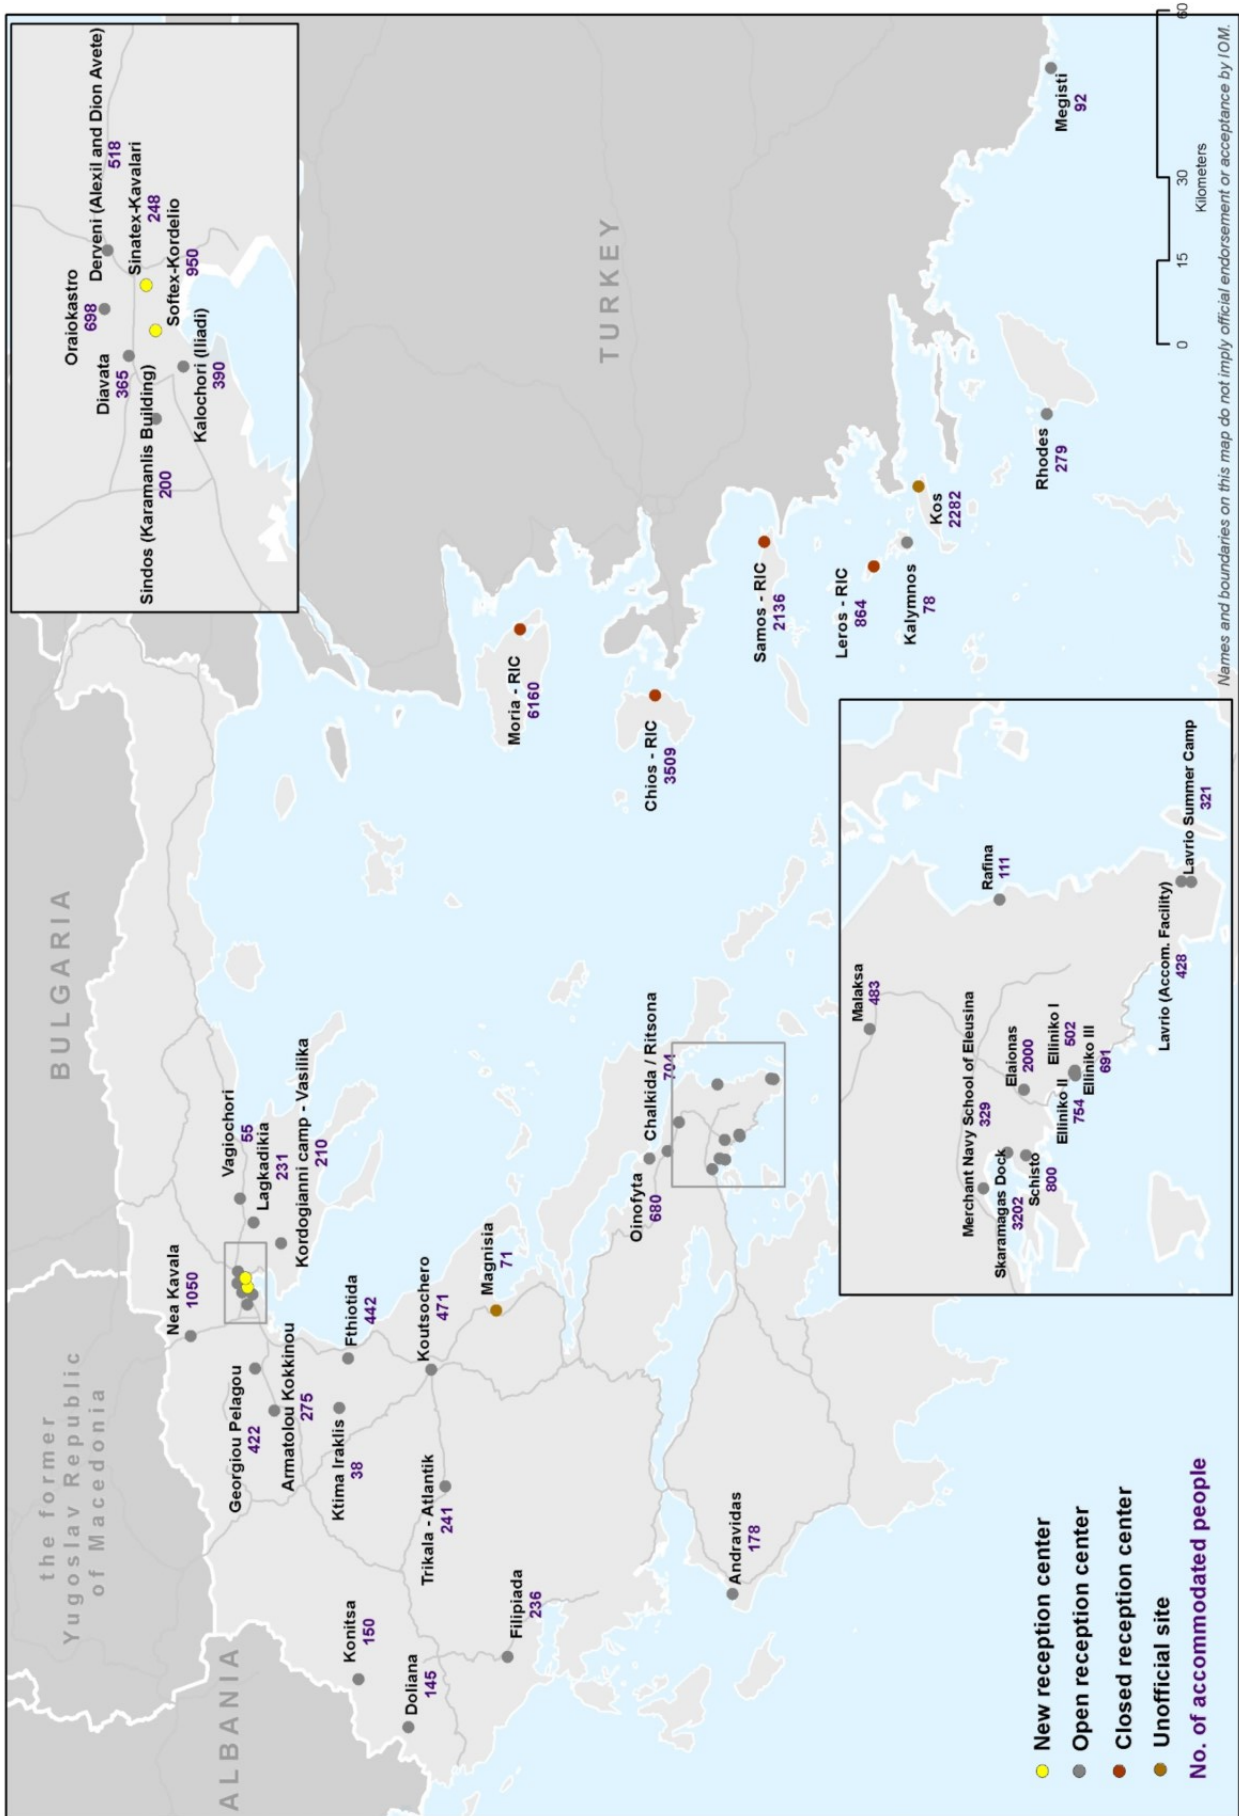 the former
Yugoslav Republic
of Macedonia
BULGARIA
ALBANIA
TURKEY
Oraiokastro
698
Derveni (Alexil and Dion Avete)
518
Diavata
365
Sinatex-Kavalari
248
Softex-Kordelio
950
Sindos (Karamanlis Building)
200
Kalochori (Iliadi)
390
Nea Kavala
1050
Vagiochori
55
Lagkadikia
231
Kordogianni camp - Vasilika
210
Georgiou Pelagou
422
Armatolou Kokkinou
275
Ktima Iraklis
38
Fthiotida
442
Koutsochero
471
Trikala - Atlantik
241
Konitsa
150
Doliana
145
Filipiada
236
Magnisia
71
Oinofyta
680
Chalkida / Ritsona
704
Andravidas
178
Moria - RIC
6160
Chios - RIC
3509
Samos - RIC
2136
Leros - RIC
864
Kalymnos
78
Kos
2282
Rhodes
279
Megisti
92
Malaksa
483
Merchant Navy School of Eleusina
329
Rafina
111
Skaramagas Dock
3202
Schisto
800
Elaionas
2000
Elliniko I
502
Elliniko II
754
Elliniko III
691
Lavrio (Accom. Facility)
428
Lavrio Summer Camp
321
New reception center
Open reception center
Closed reception center
Unofficial site
No. of accommodated people
0
15
30
60
Kilometers
Names and boundaries on this map do not imply official endorsement or acceptance by IOM.